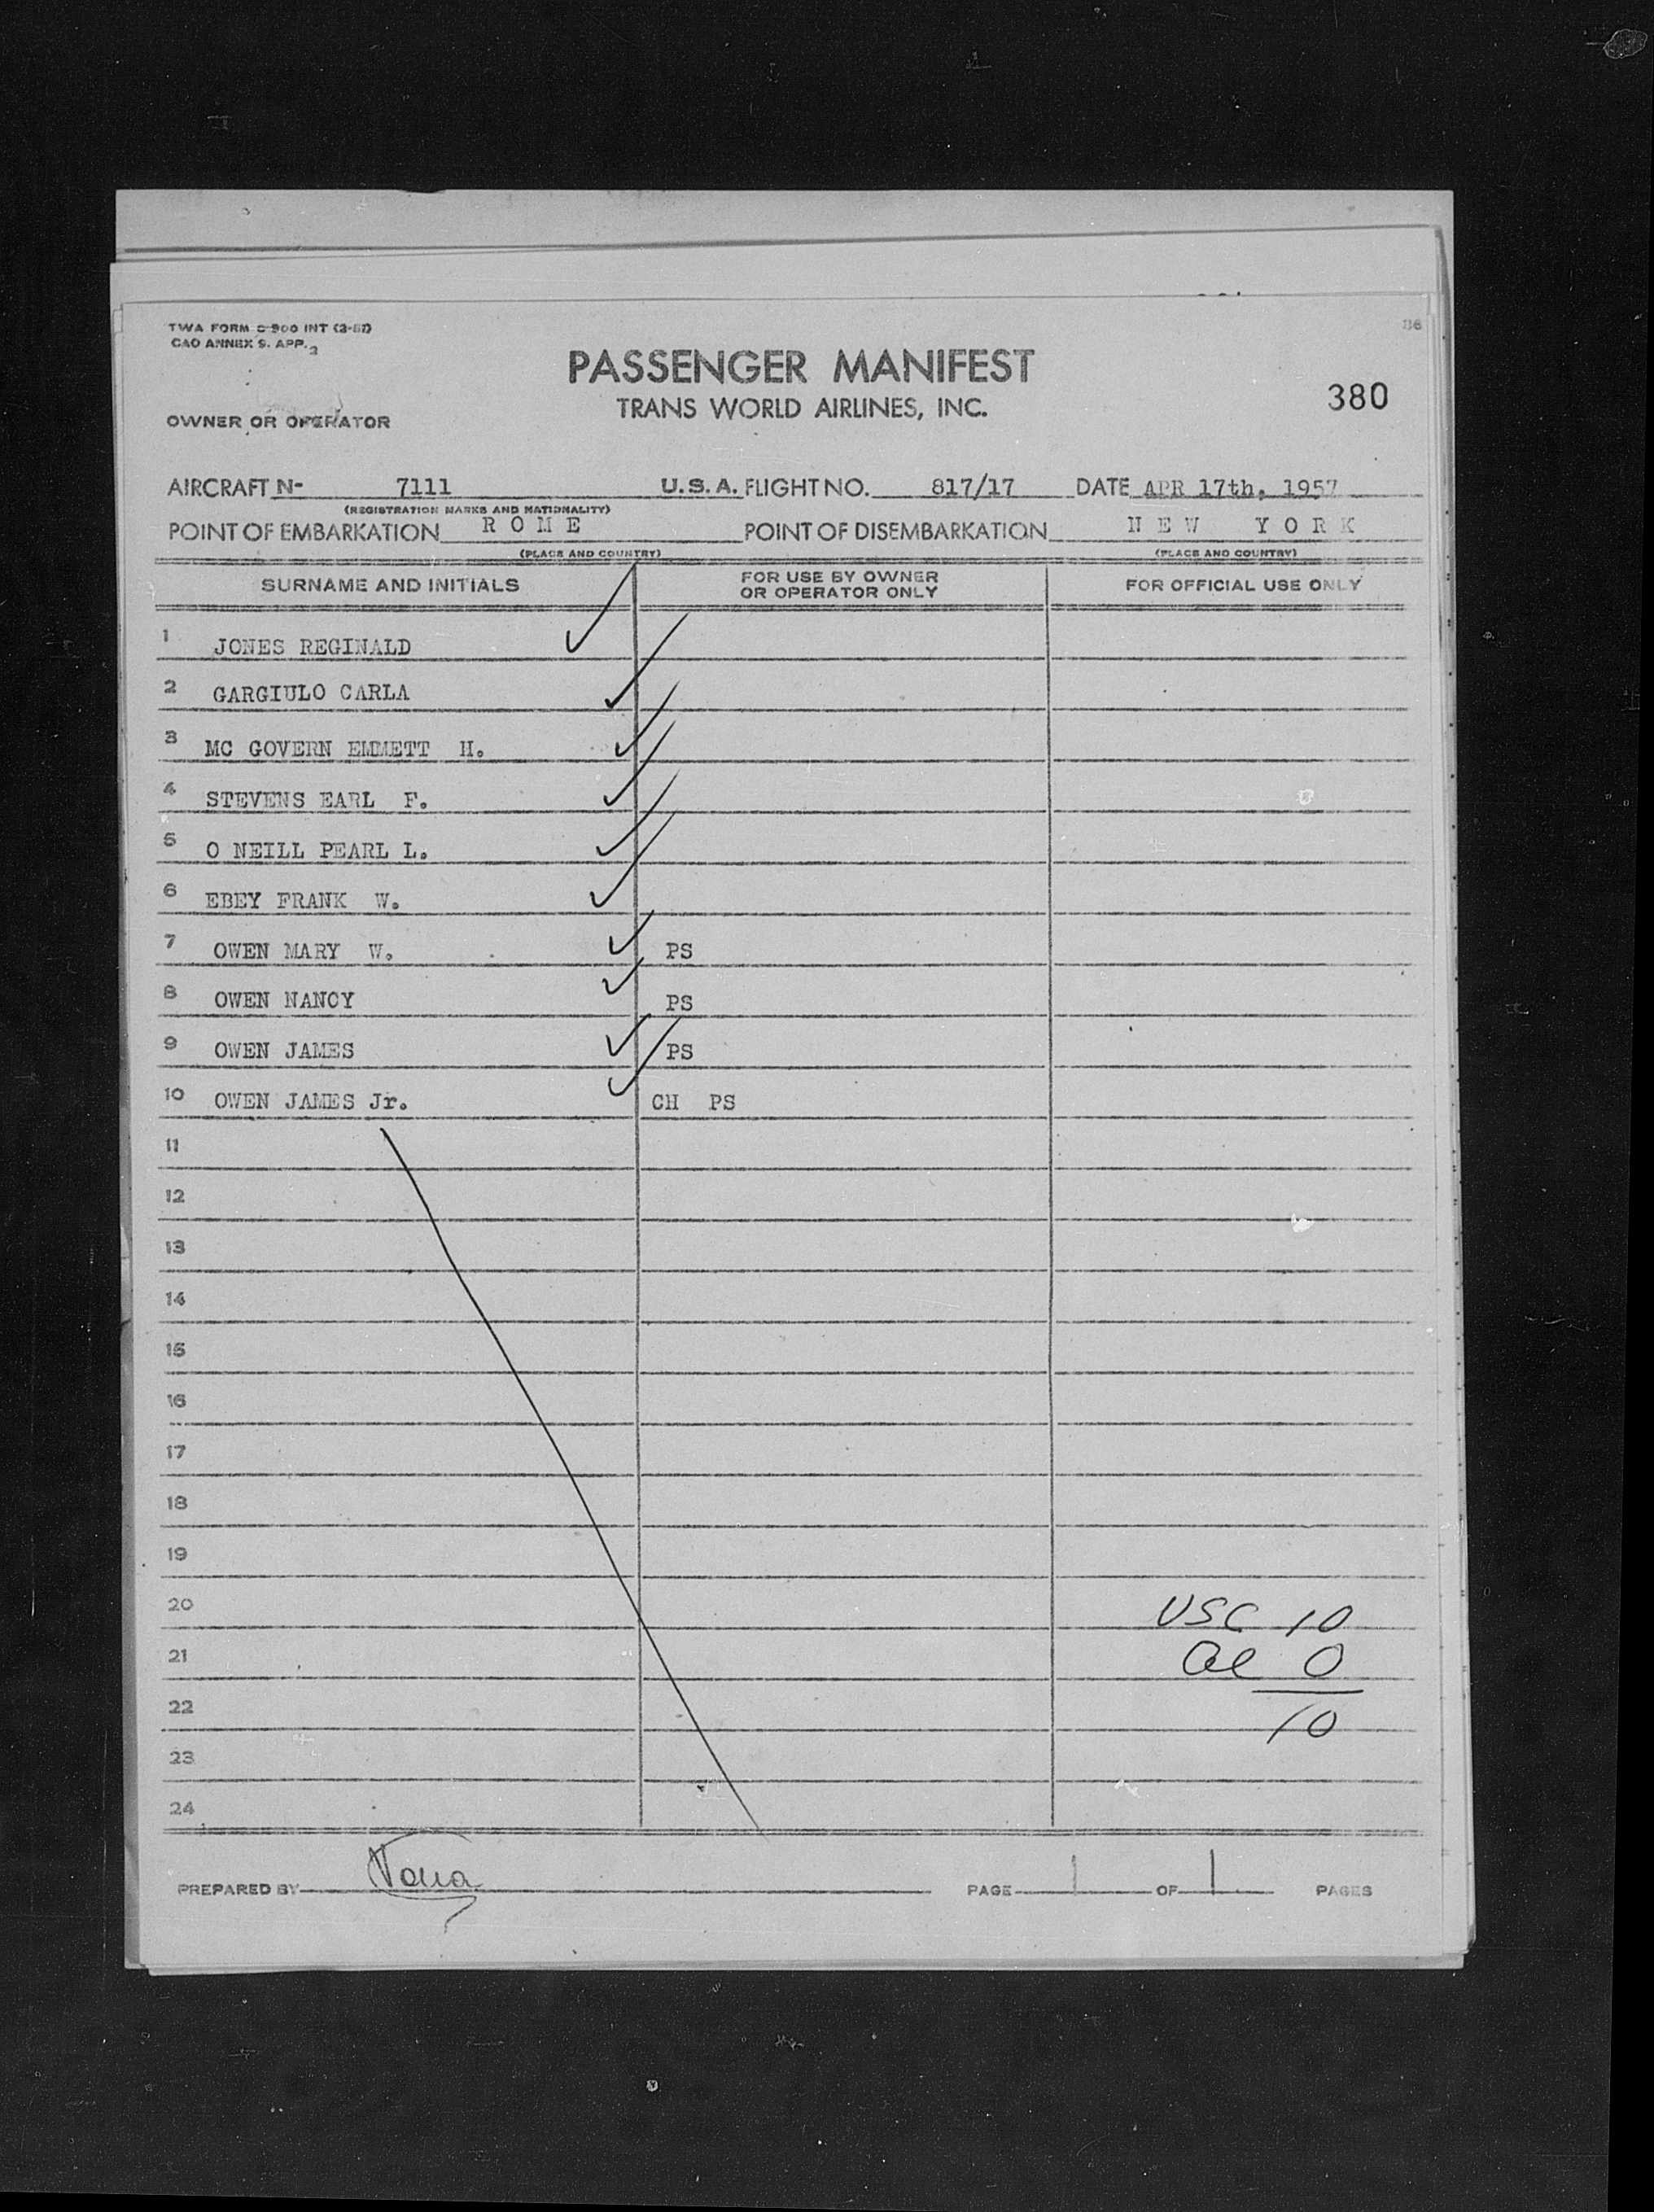 TWA FORM C-900 INT (3-57)
CAO ANNEX 9. APP. 3
PASSENGER MANIFEST
TRANS WORLD AIRLINES, INC.
380
OWNER OR OPERATOR
AIRCRAFT N- 7111 U.S.A. FLIGHT NO. 817/17 DATE APR 17th, 1957
(REGISTRATION MARKS AND NATIONALITY)
POINT OF EMBARKATION ROME POINT OF DISEMBARKATION NEW YORK
(PLACE AND COUNTRY) (PLACE AND COUNTRY)
SURNAME AND INITIALS FOR USE BY OWNER OR OPERATOR ONLY FOR OFFICIAL USE ONLY
1 JONES REGINALD
2 GARGIULO CARLA
3 MC GOVERN EMMETT H.
4 STEVENS EARL F.
5 O NEILL PEARL L.
6 EBEY FRANK W.
7 OWEN MARY W. PS
8 OWEN NANCY PS
9 OWEN JAMES PS
10 OWEN JAMES Jr. CH PS
11
12
13
14
15
16
17
18
19
20 USC 10
21 al 0
22 10
23
24
PREPARED BY PAGE 1 OF 1 PAGES